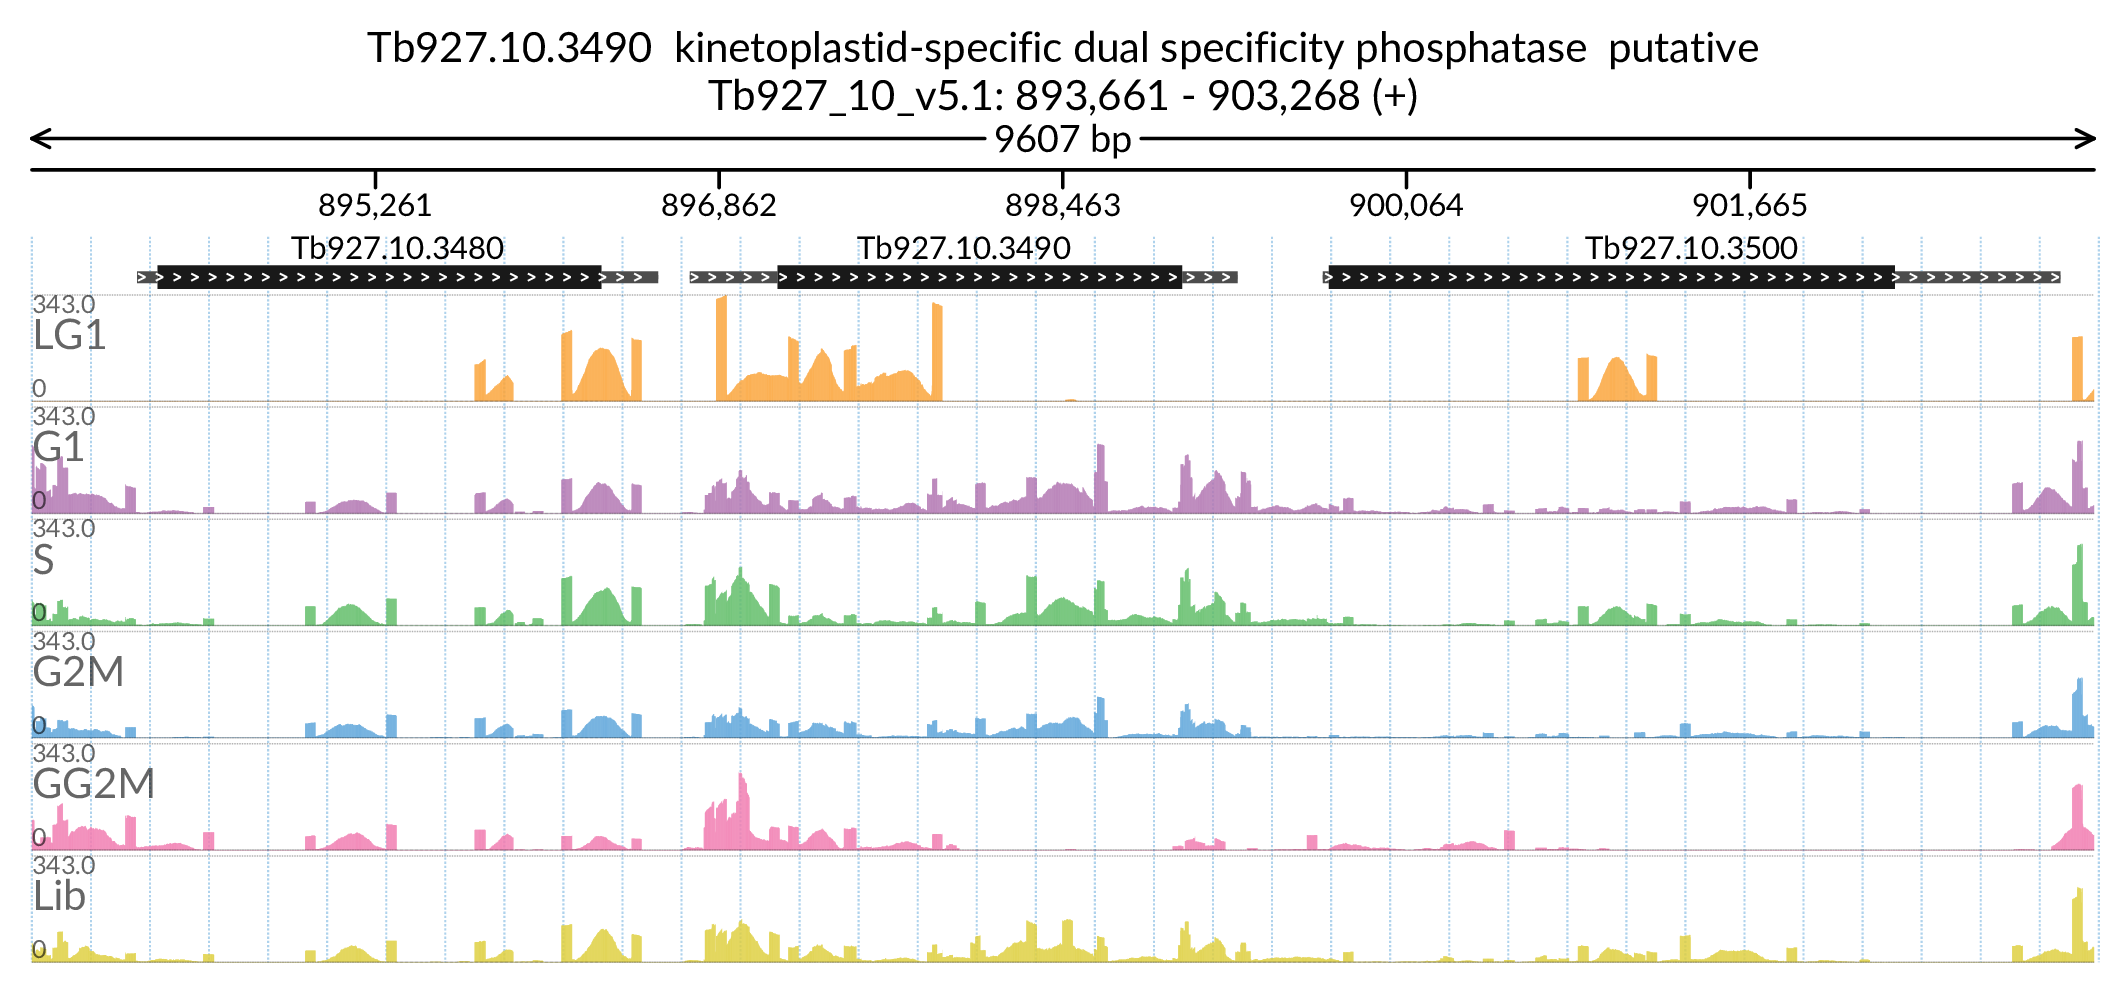 Tb927.10.3490 kinetoplastid-specific dual specificity phosphatase putative
Tb927_10_v5.1: 893,661 - 903,268 (+)
9607 bp
895,261 896,862 898,463 900,064 901,665
Tb927.10.3480 Tb927.10.3490 Tb927.10.3500
343.0
LG1
0
343.0
G1
0
343.0
S
0
343.0
G2M
0
343.0
GG2M
0
343.0
Lib
0